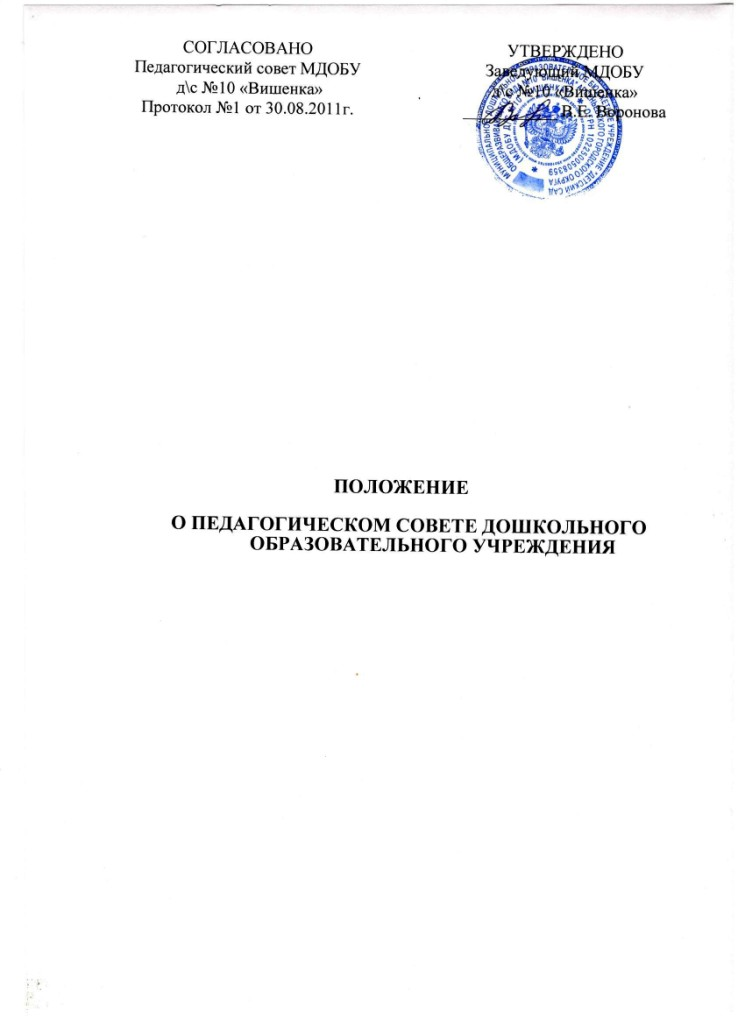 СОГЛАСОВАНО
Педагогический совет МДОБУ
д\с №10 «Вишенка»
Протокол №1 от 30.08.2011г.
УТВЕРЖДЕНО
Заведующий МДОБУ
д\с №10 «Вишенка»
В.Е. Воронова
ПОЛОЖЕНИЕ
О ПЕДАГОГИЧЕСКОМ СОВЕТЕ ДОШКОЛЬНОГО
ОБРАЗОВАТЕЛЬНОГО УЧРЕЖДЕНИЯ